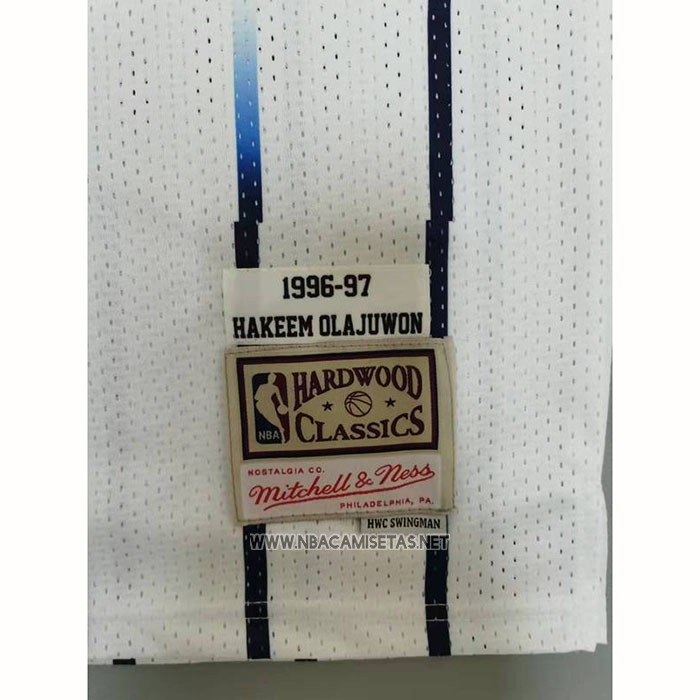 1996-97
HAKEEM OLAJUWON
NBA
HARDWOOD
CLASSICS
NOSTALGIA CO.
Mitchell & Ness
PHILADELPHIA, PA.
HWC SWINGMAN
WWW.NBACAMISETAS.NET